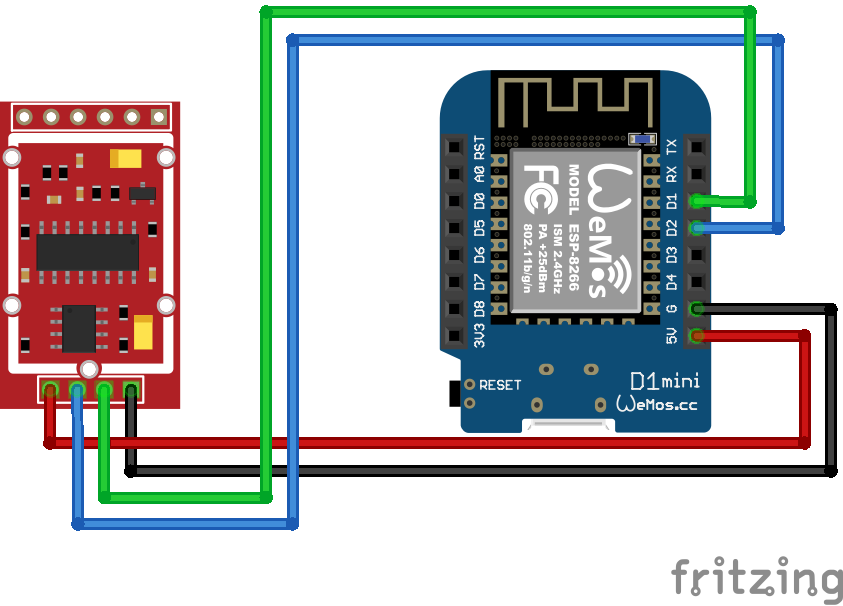 RST
A0
D0
D5
D6
D7
D8
3V3
TX
RX
D1
D2
D3
D4
G
5V
WeMos
MODEL ESP-8266
ISM 2.4GHz
PA +25dBm
802.11b/g/n
FC
RESET
D1 mini
WeMos.cc
fritzing